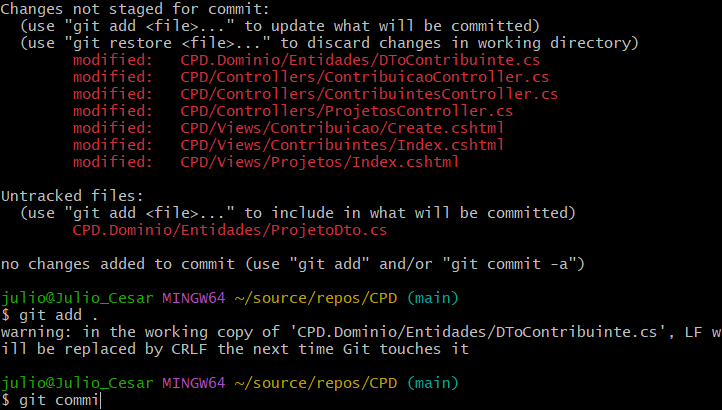 Changes not staged for commit:
  (use "git add <file>..." to update what will be committed)
  (use "git restore <file>..." to discard changes in working directory)
        modified:   CPD.Dominio/Entidades/DToContribuinte.cs
        modified:   CPD/Controllers/ContribuicaoController.cs
        modified:   CPD/Controllers/ContribuintesController.cs
        modified:   CPD/Controllers/ProjetosController.cs
        modified:   CPD/Views/Contribuicao/Create.cshtml
        modified:   CPD/Views/Contribuintes/Index.cshtml
        modified:   CPD/Views/Projetos/Index.cshtml

Untracked files:
  (use "git add <file>..." to include in what will be committed)
        CPD.Dominio/Entidades/ProjetoDto.cs

no changes added to commit (use "git add" and/or "git commit -a")

julio@Julio_Cesar MINGW64 ~/source/repos/CPD (main)
$ git add .
warning: in the working copy of 'CPD.Dominio/Entidades/DToContribuinte.cs', LF w
ill be replaced by CRLF the next time Git touches it

julio@Julio_Cesar MINGW64 ~/source/repos/CPD (main)
$ git commi